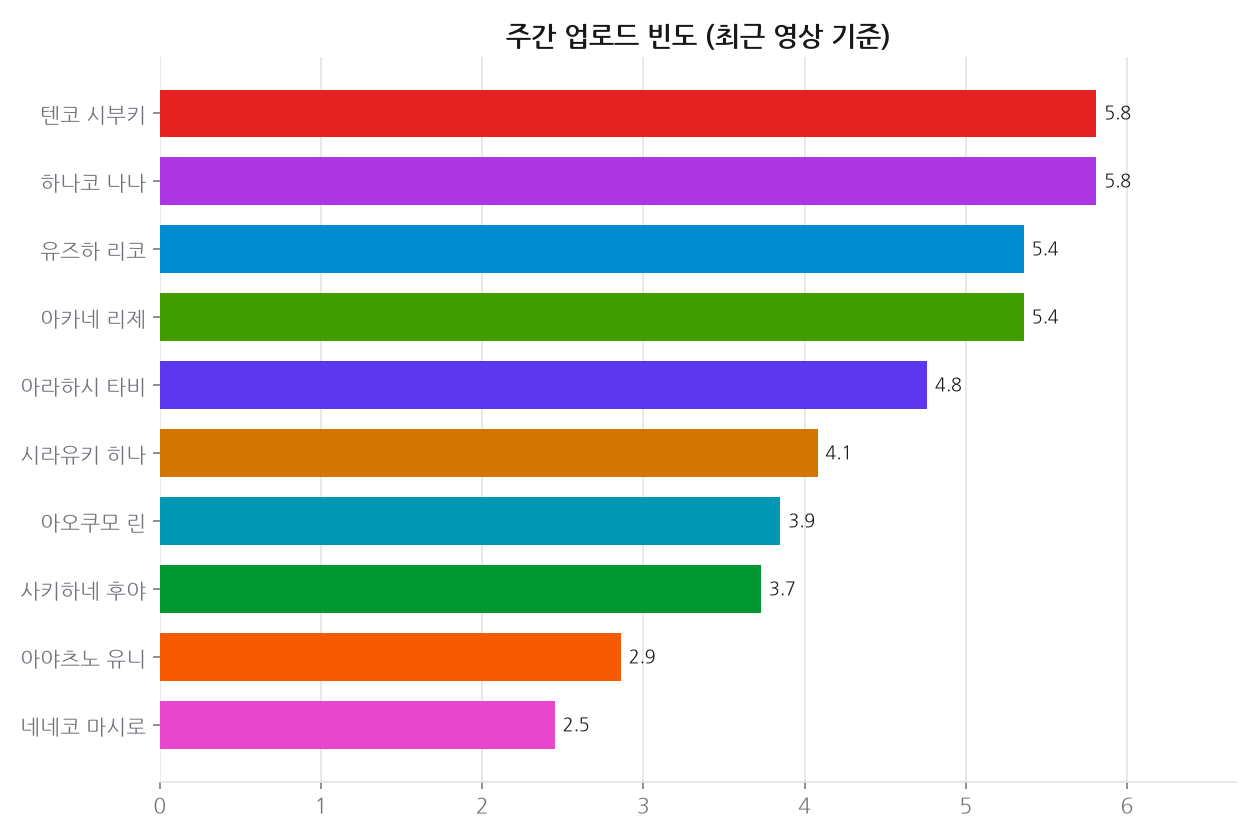 주간 업로드 빈도 (최근 영상 기준)
텐코 시부키 5.8
하나코 나나 5.8
유즈하 리코 5.4
아카네 리제 5.4
아라하시 타비 4.8
시라유키 히나 4.1
아오쿠모 린 3.9
사키하네 후야 3.7
아야츠노 유니 2.9
네네코 마시로 2.5
0 1 2 3 4 5 6